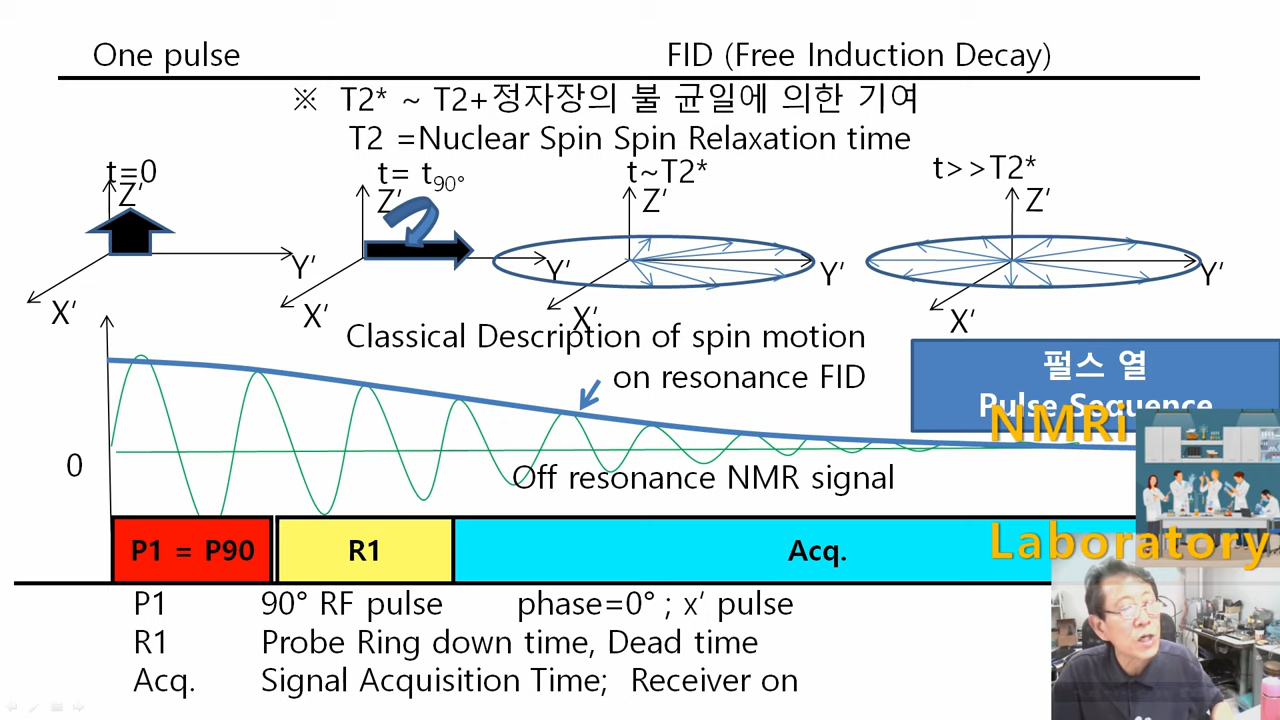 One pulse FID (Free Induction Decay)
※ T2* ~ T2+정자장의 불 균일에 의한 기여
T2 =Nuclear Spin Spin Relaxation time
t=0 t= t90° t~T2* t>>T2*
Z' Z' Z' Z'
Y' Y' Y' Y'
X' X' X' X'
Classical Description of spin motion
on resonance FID
펄스 열
Pulse Sequence
NMRi
0
Off resonance NMR signal
P1 = P90 R1 Acq.
Laboratory
P1 90° RF pulse phase=0° ; x' pulse
R1 Probe Ring down time, Dead time
Acq. Signal Acquisition Time; Receiver on